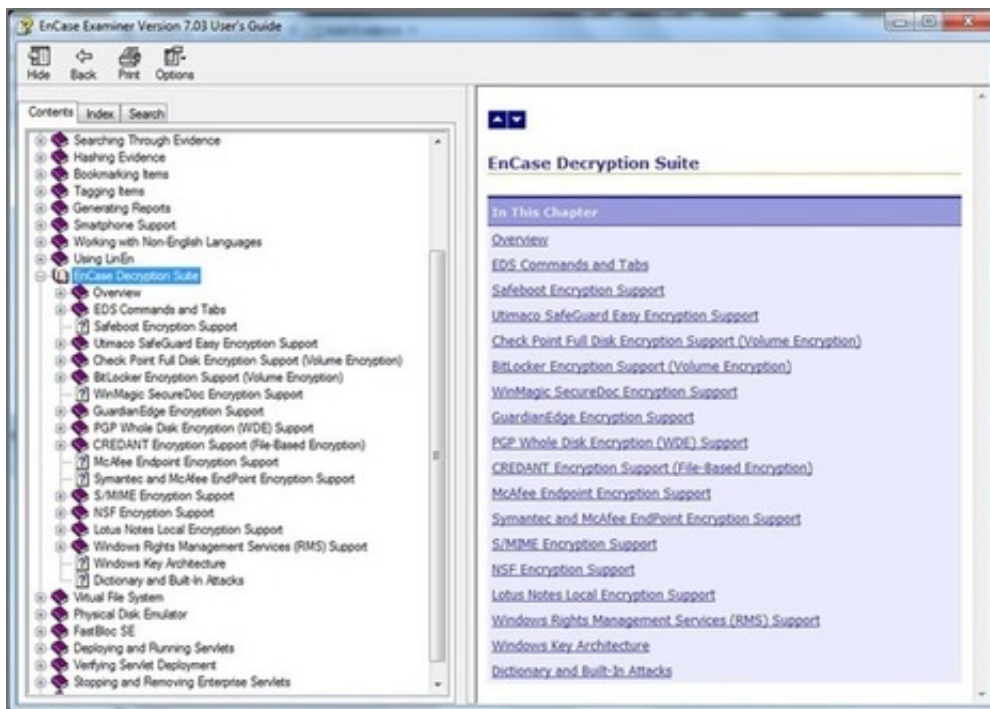 EnCase Examiner Version 7.03 User's Guide
Hide Back Print Options
Contents Index Search
Searching Through Evidence
Hashing Evidence
Bookmarking Items
Tagging Items
Generating Reports
Smartphone Support
Working with Non-English Languages
Using LinEn
EnCase Decryption Suite
Overview
EDS Commands and Tabs
Safeboot Encryption Support
Utimaco SafeGuard Easy Encryption Support
Check Point Full Disk Encryption Support (Volume Encryption)
BitLocker Encryption Support (Volume Encryption)
WinMagic SecureDoc Encryption Support
GuardianEdge Encryption Support
PGP Whole Disk Encryption (WDE) Support
CREDANT Encryption Support (File-Based Encryption)
McAfee Endpoint Encryption Support
Symantec and McAfee EndPoint Encryption Support
S/MIME Encryption Support
NSF Encryption Support
Lotus Notes Local Encryption Support
Windows Rights Management Services (RMS) Support
Windows Key Architecture
Dictionary and Built-In Attacks
Virtual File System
Physical Disk Emulator
FastBloc SE
Deploying and Running Servlets
Verifying Servlet Deployment
Stopping and Removing Enterprise Servlets
EnCase Decryption Suite
In This Chapter
Overview
EDS Commands and Tabs
Safeboot Encryption Support
Utimaco SafeGuard Easy Encryption Support
Check Point Full Disk Encryption Support (Volume Encryption)
BitLocker Encryption Support (Volume Encryption)
WinMagic SecureDoc Encryption Support
GuardianEdge Encryption Support
PGP Whole Disk Encryption (WDE) Support
CREDANT Encryption Support (File-Based Encryption)
McAfee Endpoint Encryption Support
Symantec and McAfee EndPoint Encryption Support
S/MIME Encryption Support
NSF Encryption Support
Lotus Notes Local Encryption Support
Windows Rights Management Services (RMS) Support
Windows Key Architecture
Dictionary and Built-In Attacks